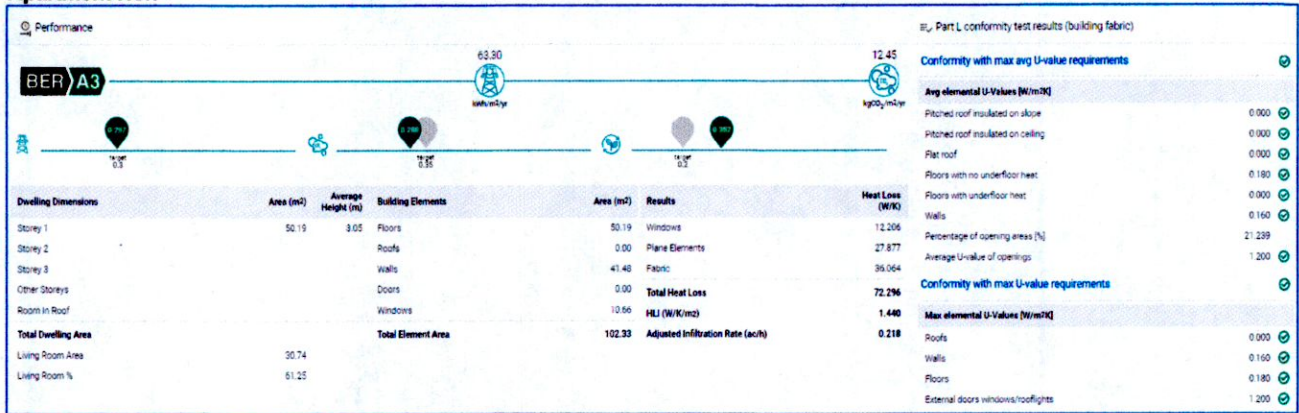 Performance
63.30
12.45
BER A3
kWh/m2/yr
kgCO2/m2/yr
0.297
0.288
target
0.3
target
0.35
target
0.2
Dwelling Dimensions Area (m2) Average Height (m)
Storey 1 50.19 3.05
Storey 2
Storey 3
Other Storeys
Room In Roof
Total Dwelling Area
Living Room Area 30.74
Living Room % 61.25
Building Elements Area (m2)
Floors 50.19
Roofs 0.00
Walls 41.48
Doors 0.00
Windows 10.66
Total Element Area 102.33
Results Heat Loss (W/K)
Windows 12.206
Plane Elements 27.877
Fabric 36.064
Total Heat Loss 72.296
HLI (W/K/m2) 1.440
Adjusted Infiltration Rate (ac/h) 0.218
Part L conformity test results (building fabric)
Conformity with max avg U-value requirements
Avg elemental U-Values [W/m2K]
Pitched roof insulated on slope 0.000
Pitched roof insulated on ceiling 0.000
Flat roof 0.000
Floors with no underfloor heat 0.180
Floors with underfloor heat 0.000
Walls 0.160
Percentage of opening areas [%] 21.239
Average U-value of openings 1.200
Conformity with max U-value requirements
Max elemental U-Values [W/m2K]
Roofs 0.000
Walls 0.160
Floors 0.180
External doors windows/rooflights 1.200